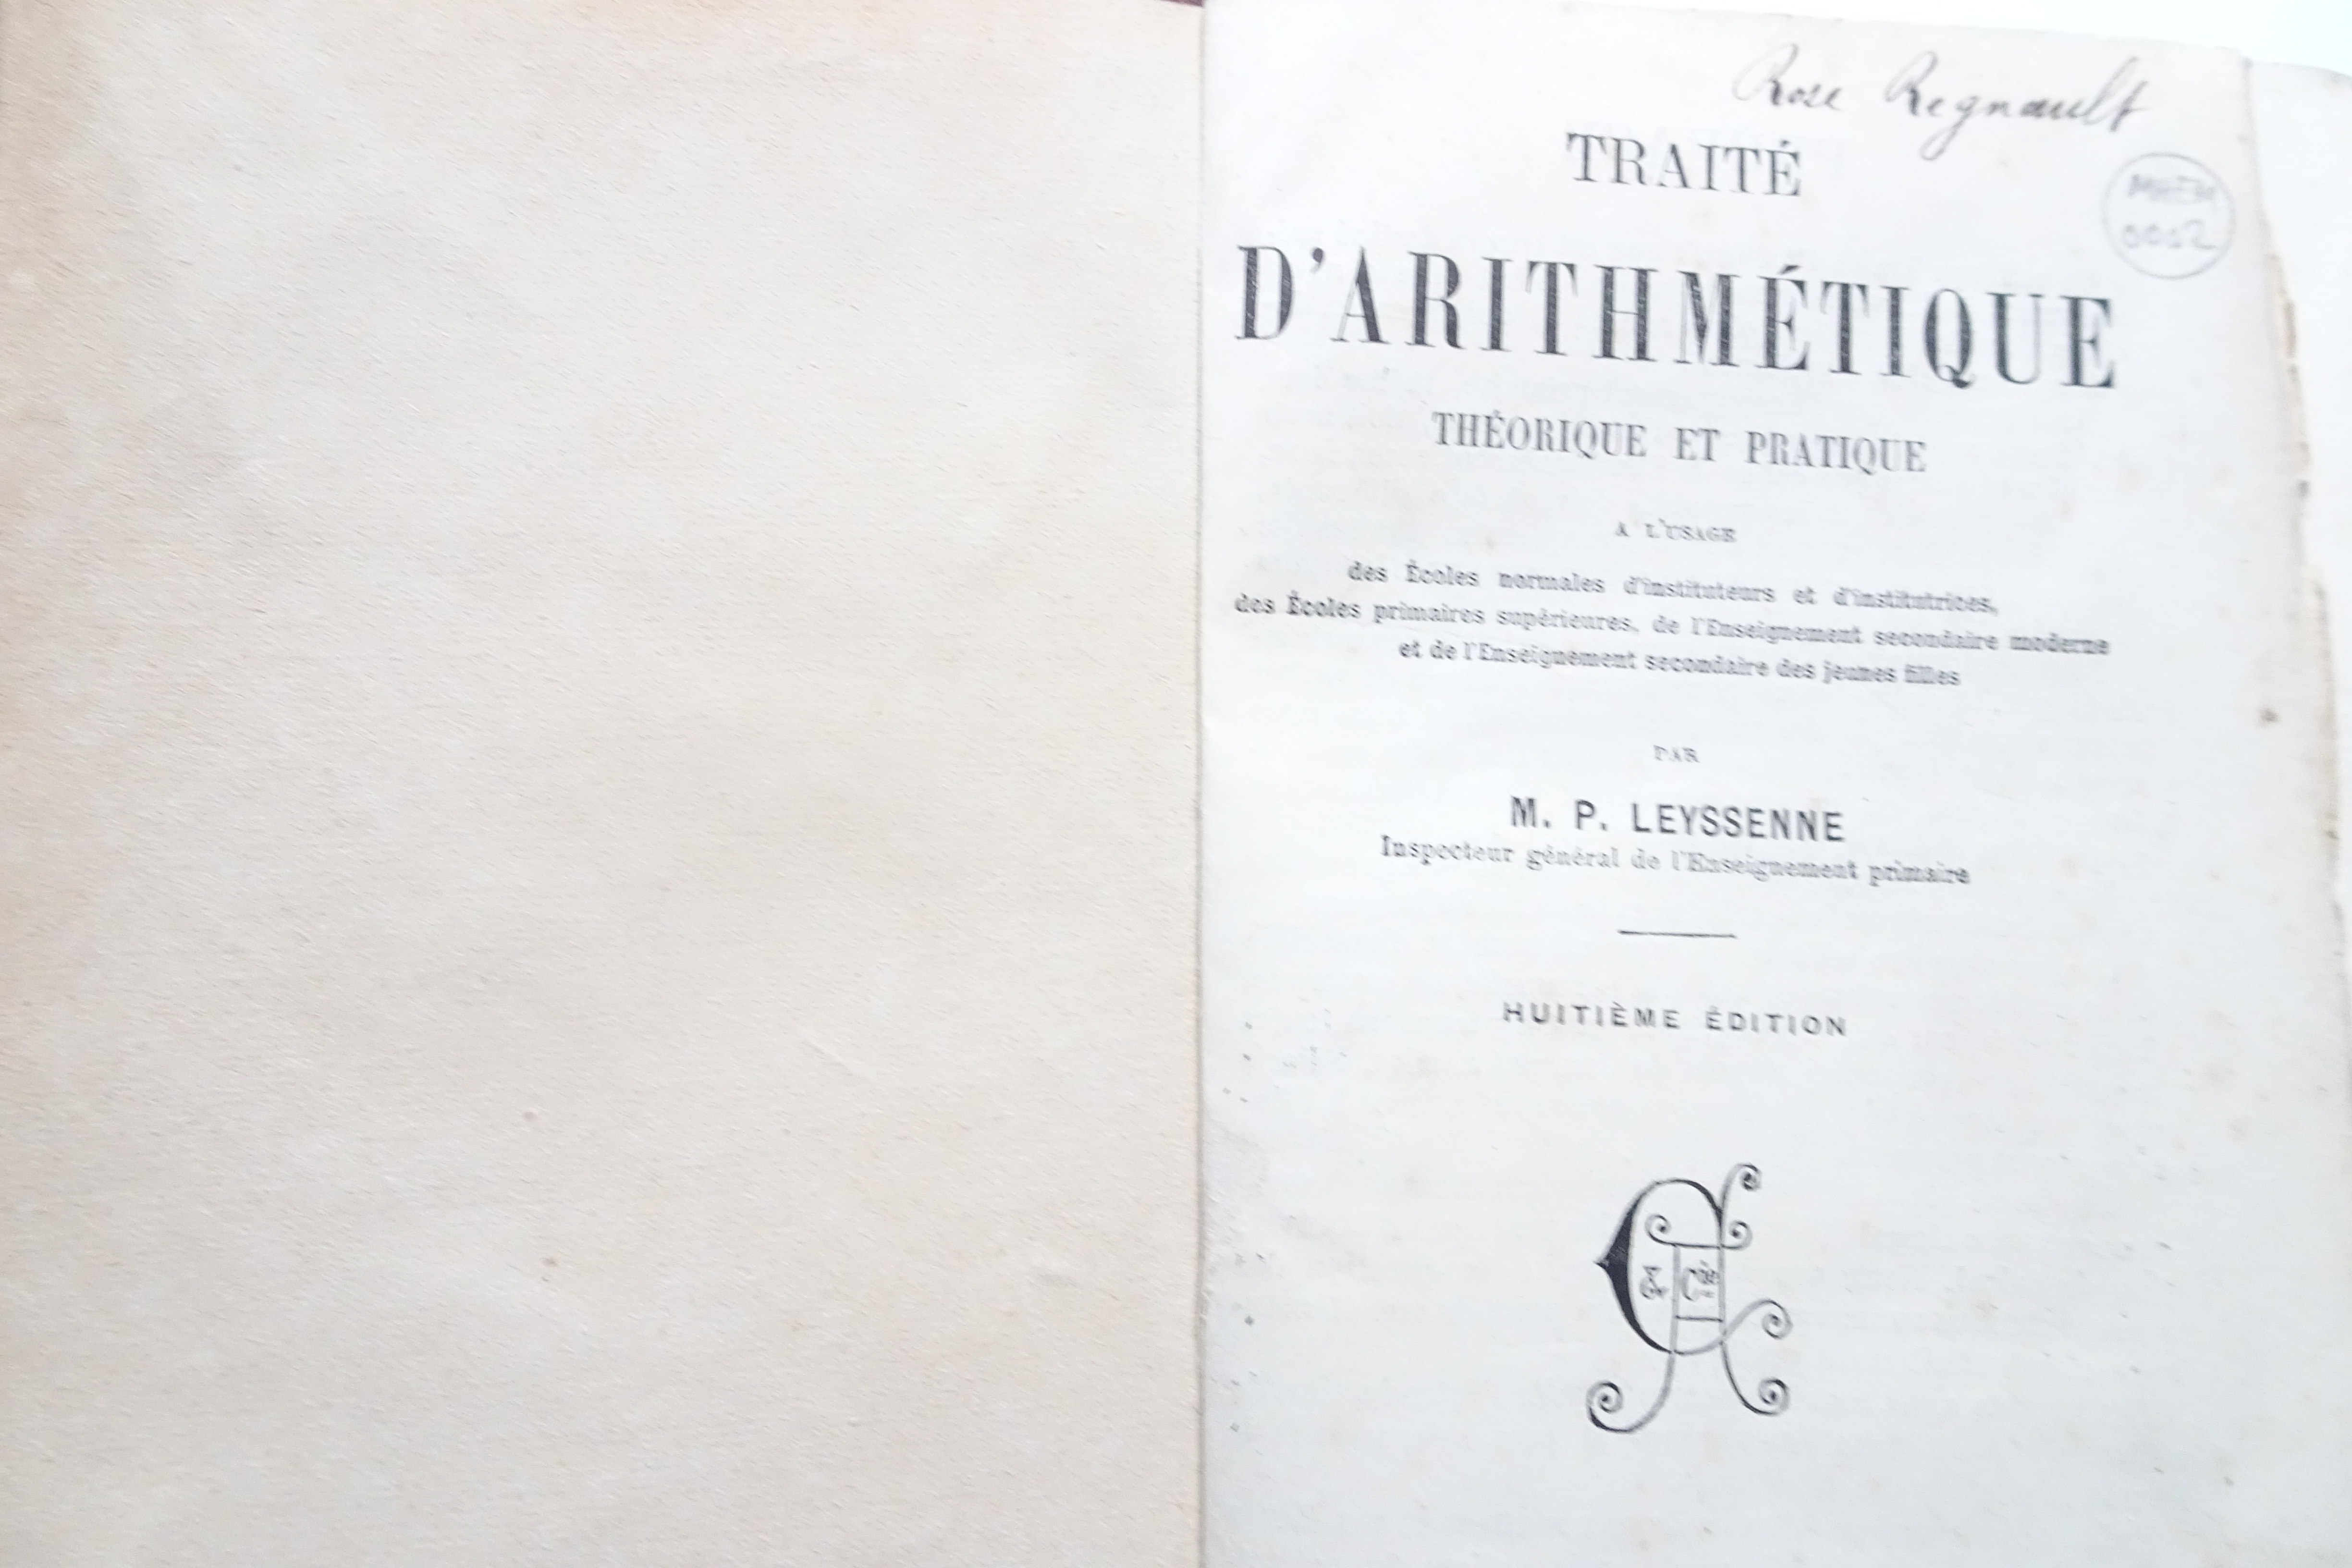 Rose Regnault
TRAITÉ
D'ARITHMÉTIQUE
THÉORIQUE ET PRATIQUE
A L'USAGE
des Écoles normales d'instituteurs et d'institutrices,
des Écoles primaires supérieures, de l'Enseignement secondaire moderne
et de l'Enseignement secondaire des jeunes filles
PAR
M. P. LEYSSENNE
Inspecteur général de l'Enseignement primaire
HUITIÈME ÉDITION
& Cie